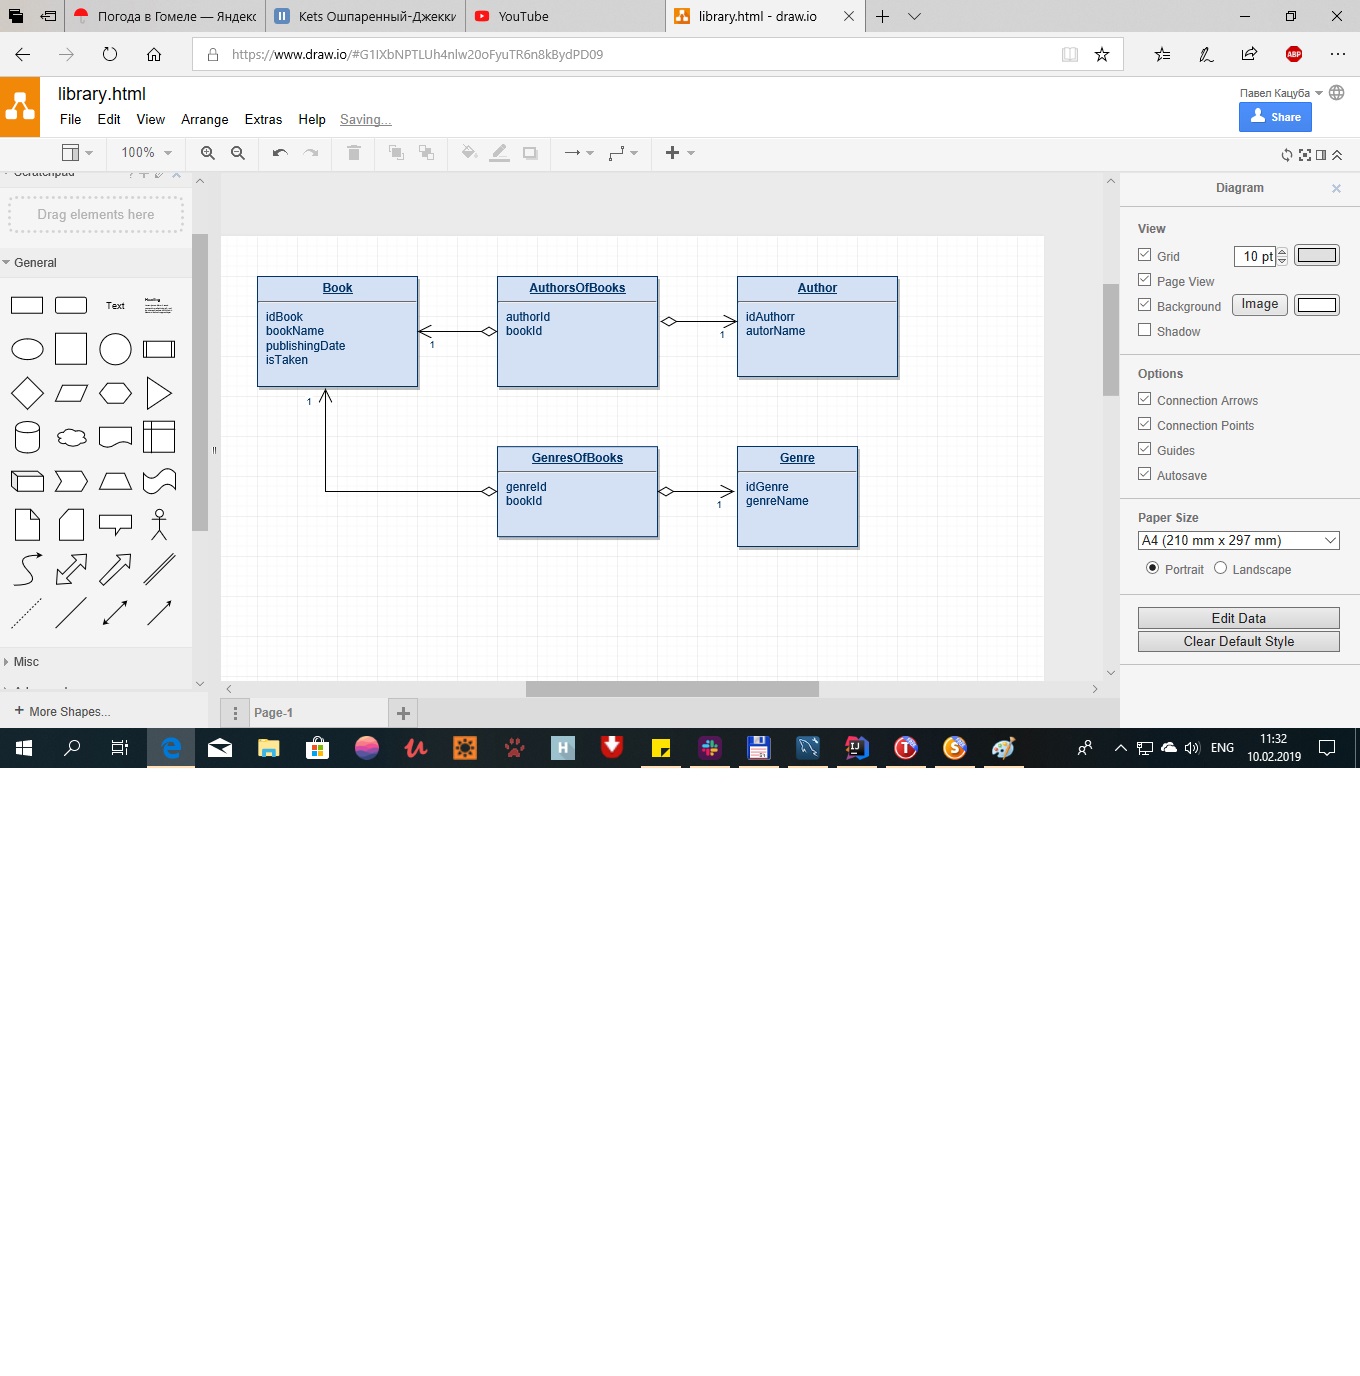 Погода в Гомеле — Яндекс
Kets Ошпаренный-Джекки
YouTube
library.html - draw.io
https://www.draw.io/#G1IXbNPTLUh4nlw20oFyuTR6n8kBydPD09
ABP
library.html
Павел Кацуба
File Edit View Arrange Extras Help Saving...
Share
100%
Scratchpad
Diagram
Drag elements here
View
General
Grid 10 pt
Page View
Background Image
Shadow
Text
Heading
Book
idBook
bookName
publishingDate
isTaken
AuthorsOfBooks
authorId
bookId
Author
idAuthorr
autorName
1
1
1
GenresOfBooks
genreId
bookId
Genre
idGenre
genreName
1
Options
Connection Arrows
Connection Points
Guides
Autosave
Paper Size
A4 (210 mm x 297 mm)
Portrait Landscape
Edit Data
Clear Default Style
Misc
+ More Shapes...
Page-1
H
IJ
T
S
ENG
11:32
10.02.2019